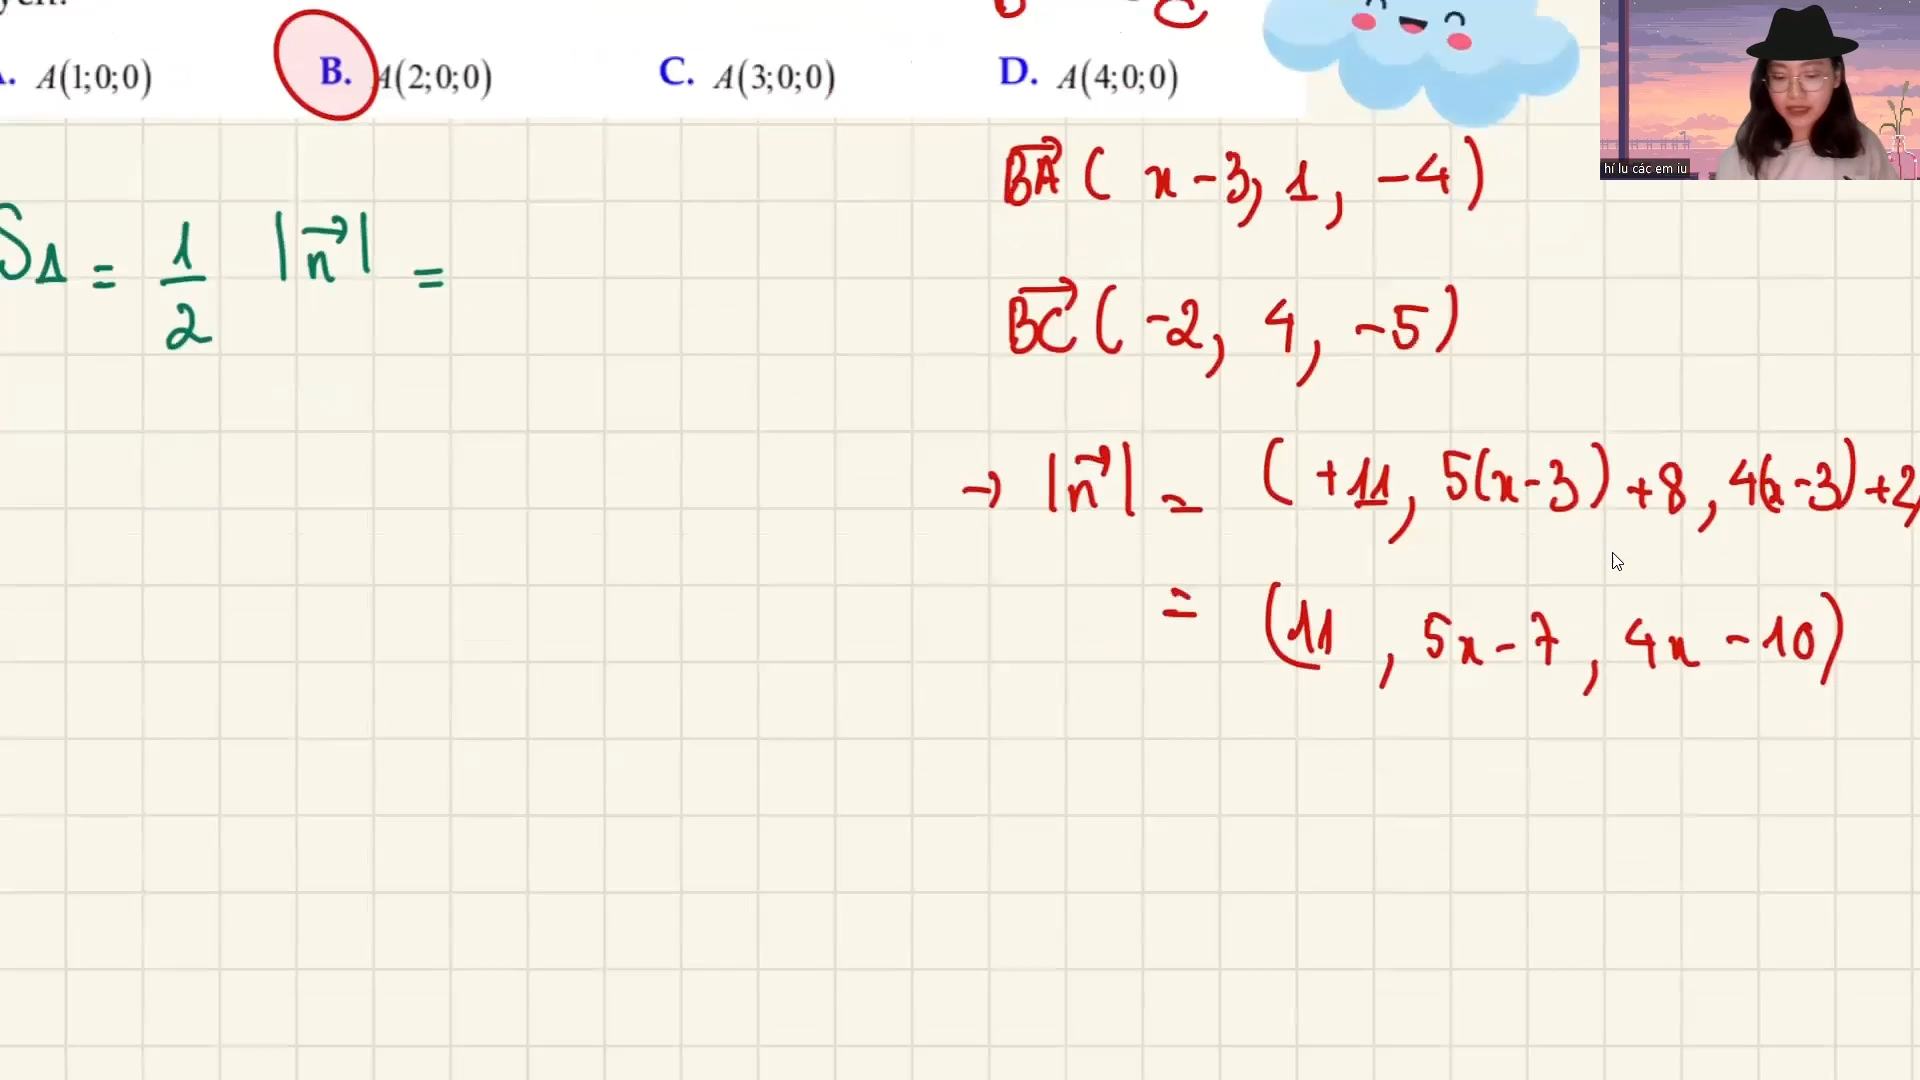 A(1;0;0) B. A(2;0;0) C. A(3;0;0) D. A(4;0;0)
hí lu các em iu
BA→ ( x-3, 1, -4)
S∆ = 1/2 |n→| =
BC→ ( -2, 4, -5)
→ |n→| = ( +11, 5(x-3)+8, 4(x-3)+2
= (11, 5x-7, 4x-10)